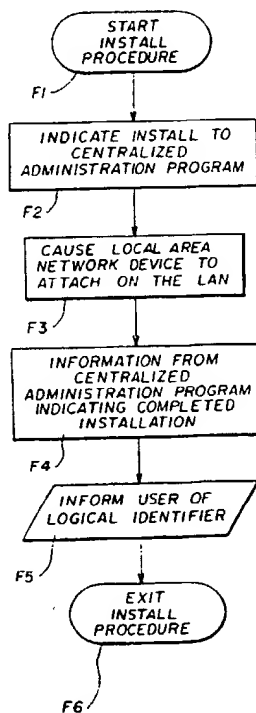 START
INSTALL
PROCEDURE
F1
INDICATE INSTALL TO
CENTRALIZED
ADMINISTRATION PROGRAM
F2
CAUSE LOCAL AREA
NETWORK DEVICE TO
ATTACH ON THE LAN
F3
INFORMATION FROM
CENTRALIZED
ADMINISTRATION PROGRAM
INDICATING COMPLETED
INSTALLATION
F4
INFORM USER OF
LOGICAL IDENTIFIER
F5
EXIT
INSTALL
PROCEDURE
F6